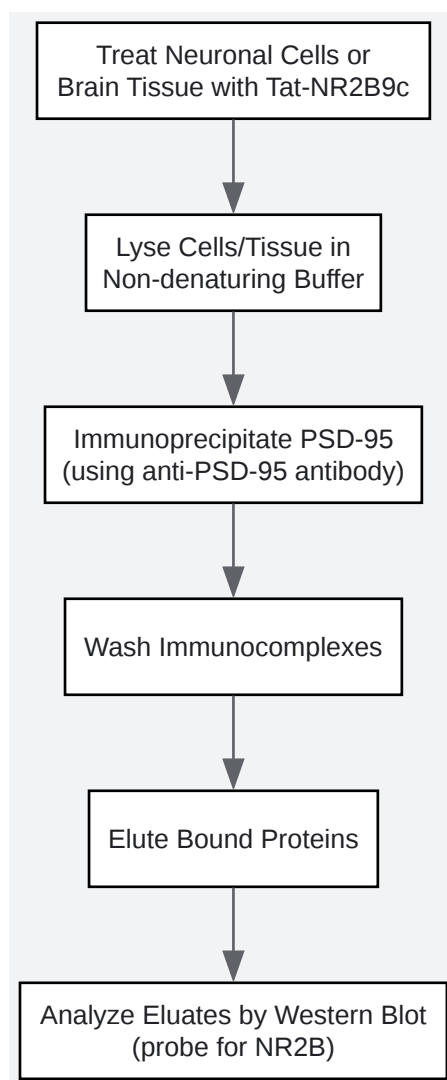 Treat Neuronal Cells or
Brain Tissue with Tat-NR2B9c
Lyse Cells/Tissue in
Non-denaturing Buffer
Immunoprecipitate PSD-95
(using anti-PSD-95 antibody)
Wash Immunocomplexes
Elute Bound Proteins
Analyze Eluates by Western Blot
(probe for NR2B)